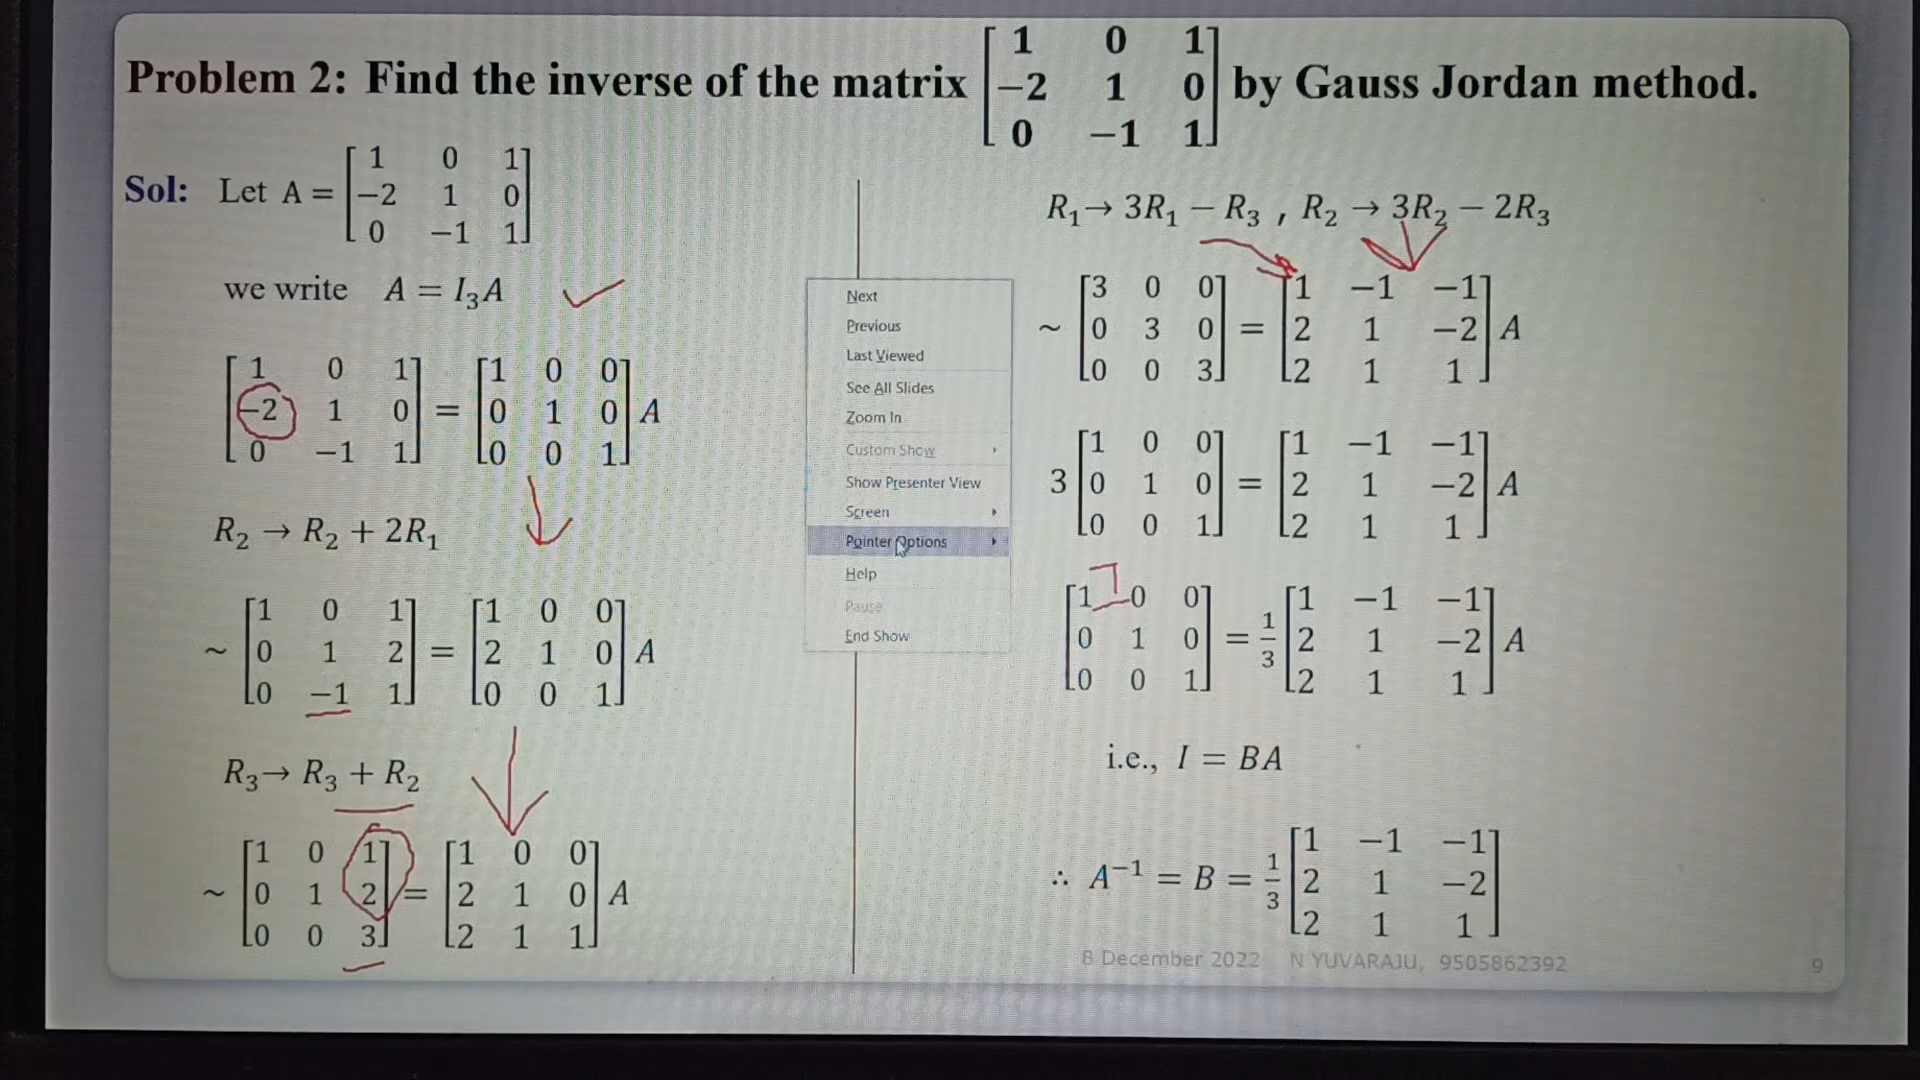 Problem 2: Find the inverse of the matrix [1 0 1; −2 1 0; 0 −1 1] by Gauss Jordan method.
Sol: Let A = [1 0 1; −2 1 0; 0 −1 1]
we write A = I₃A
[1 0 1; −2 1 0; 0 −1 1] = [1 0 0; 0 1 0; 0 0 1] A
R₂ → R₂ + 2R₁
~ [1 0 1; 0 1 2; 0 −1 1] = [1 0 0; 2 1 0; 0 0 1] A
R₃→ R₃ + R₂
~ [1 0 1; 0 1 2; 0 0 3] = [1 0 0; 2 1 0; 2 1 1] A
Next
Previous
Last Viewed
See All Slides
Zoom In
Custom Show
Show Presenter View
Screen
Pointer Options
Help
Pause
End Show
R₁→ 3R₁ − R₃ , R₂ → 3R₂ − 2R₃
~ [3 0 0; 0 3 0; 0 0 3] = [1 −1 −1; 2 1 −2; 2 1 1] A
3 [1 0 0; 0 1 0; 0 0 1] = [1 −1 −1; 2 1 −2; 2 1 1] A
[1 0 0; 0 1 0; 0 0 1] = 1/3 [1 −1 −1; 2 1 −2; 2 1 1] A
i.e., I = BA
∴ A⁻¹ = B = 1/3 [1 −1 −1; 2 1 −2; 2 1 1]
8 December 2022 N YUVARAJU, 9505862392 9